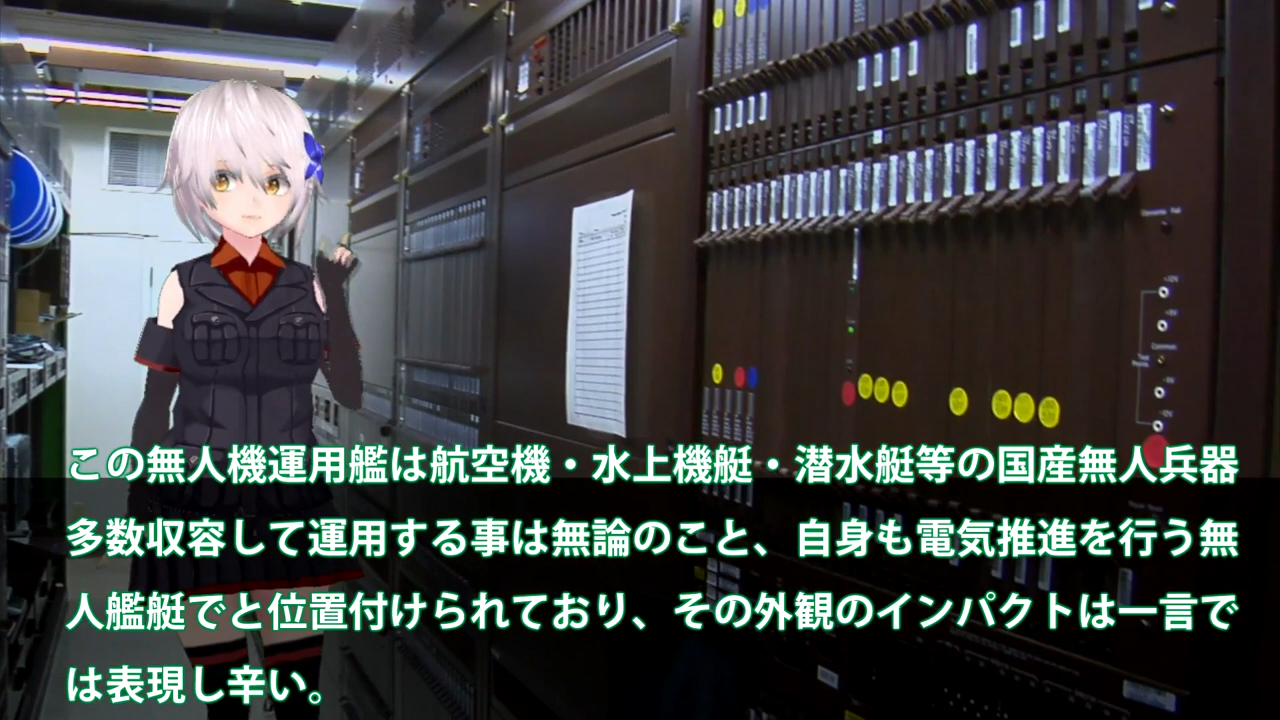 この無人機運用艦は航空機・水上機艇・潜水艇等の国産無人兵器
多数収容して運用する事は無論のこと、自身も電気推進を行う無
人艦艇でと位置付けられており、その外観のインパクトは一言で
は表現し辛い。